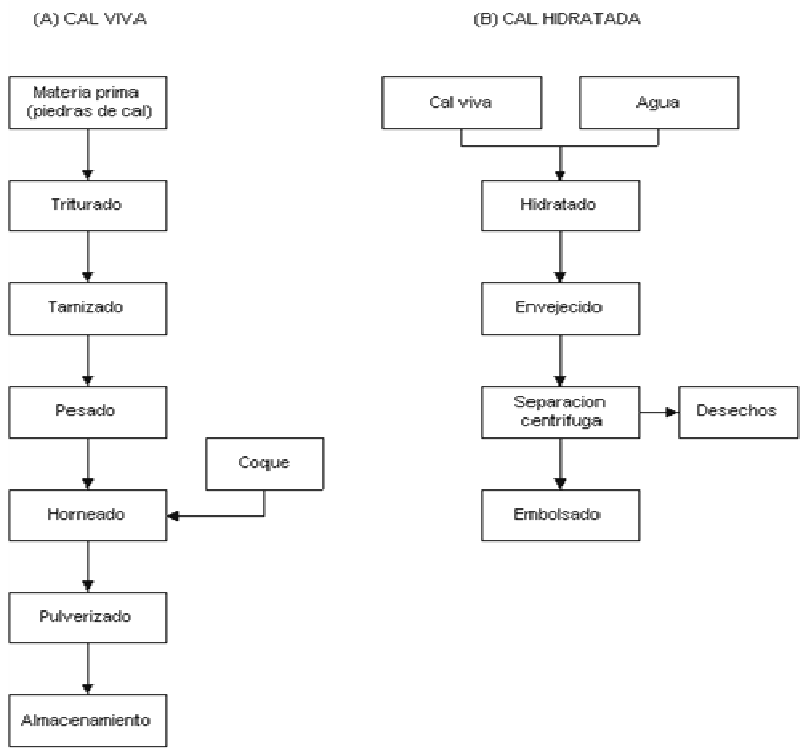 (A) CAL VIVA
Materia prima
(piedras de cal)
Triturado
Tamizado
Pesado
Coque
Horneado
Pulverizado
Almacenamiento
(B) CAL HIDRATADA
Cal viva
Agua
Hidratado
Envejecido
Separacion
centrifuga
Desechos
Embolsado